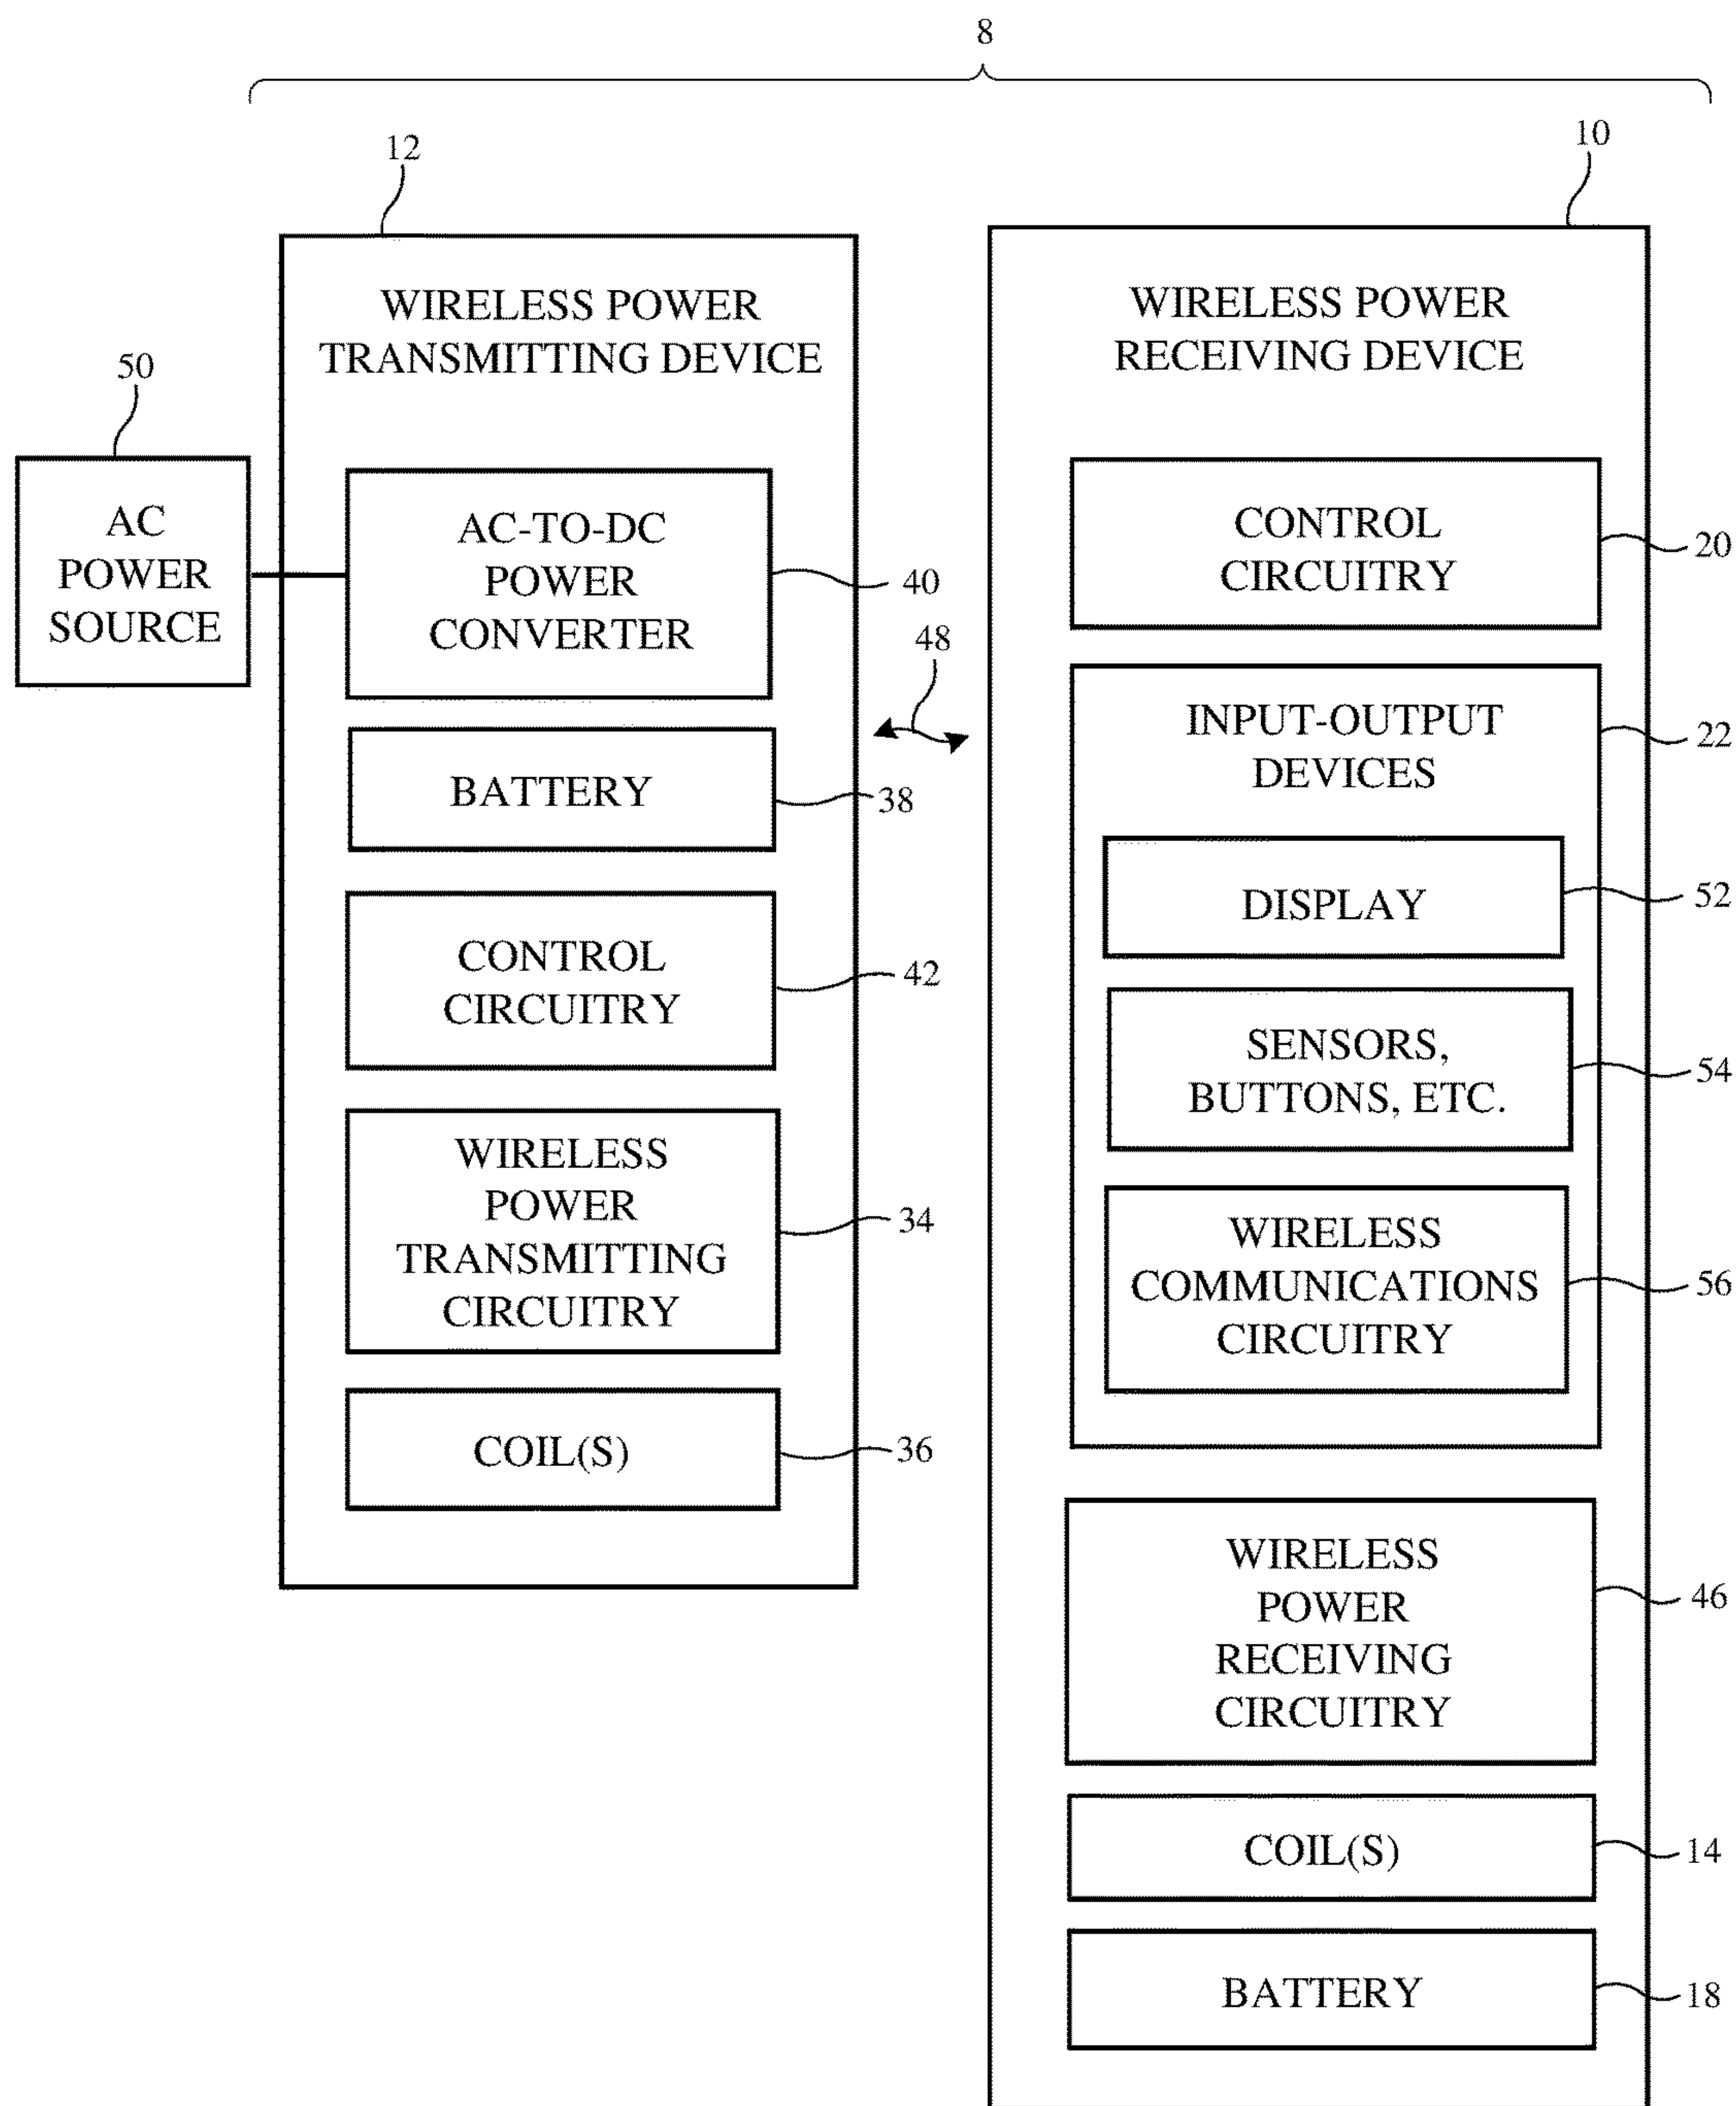 8
12
10
WIRELESS POWER
TRANSMITTING DEVICE
WIRELESS POWER
RECEIVING DEVICE
50
AC
POWER
SOURCE
AC-TO-DC
POWER
CONVERTER
40
BATTERY
38
CONTROL
CIRCUITRY
42
WIRELESS
POWER
TRANSMITTING
CIRCUITRY
34
COIL(S)
36
48
CONTROL
CIRCUITRY
20
INPUT-OUTPUT
DEVICES
22
DISPLAY
52
SENSORS,
BUTTONS, ETC.
54
WIRELESS
COMMUNICATIONS
CIRCUITRY
56
WIRELESS
POWER
RECEIVING
CIRCUITRY
46
COIL(S)
14
BATTERY
18